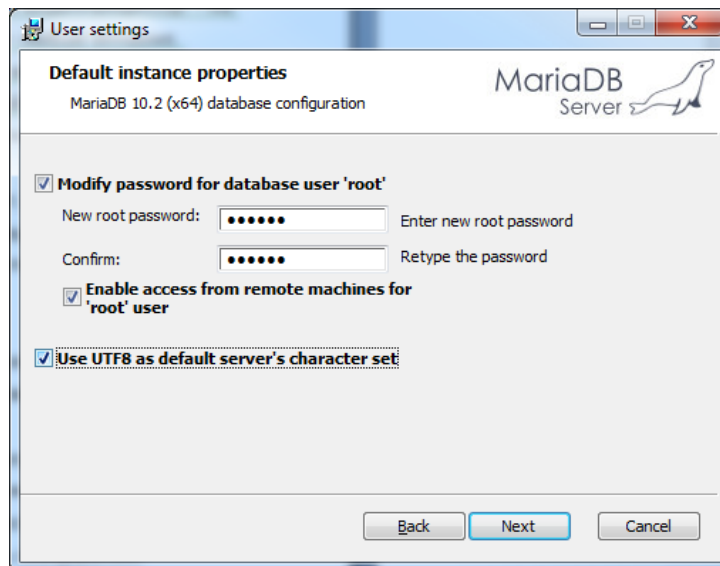 User settings
Default instance properties
MariaDB 10.2 (x64) database configuration
MariaDB
Server
Modify password for database user 'root'
New root password: •••••• Enter new root password
Confirm: •••••• Retype the password
Enable access from remote machines for
'root' user
Use UTF8 as default server's character set
Back Next Cancel